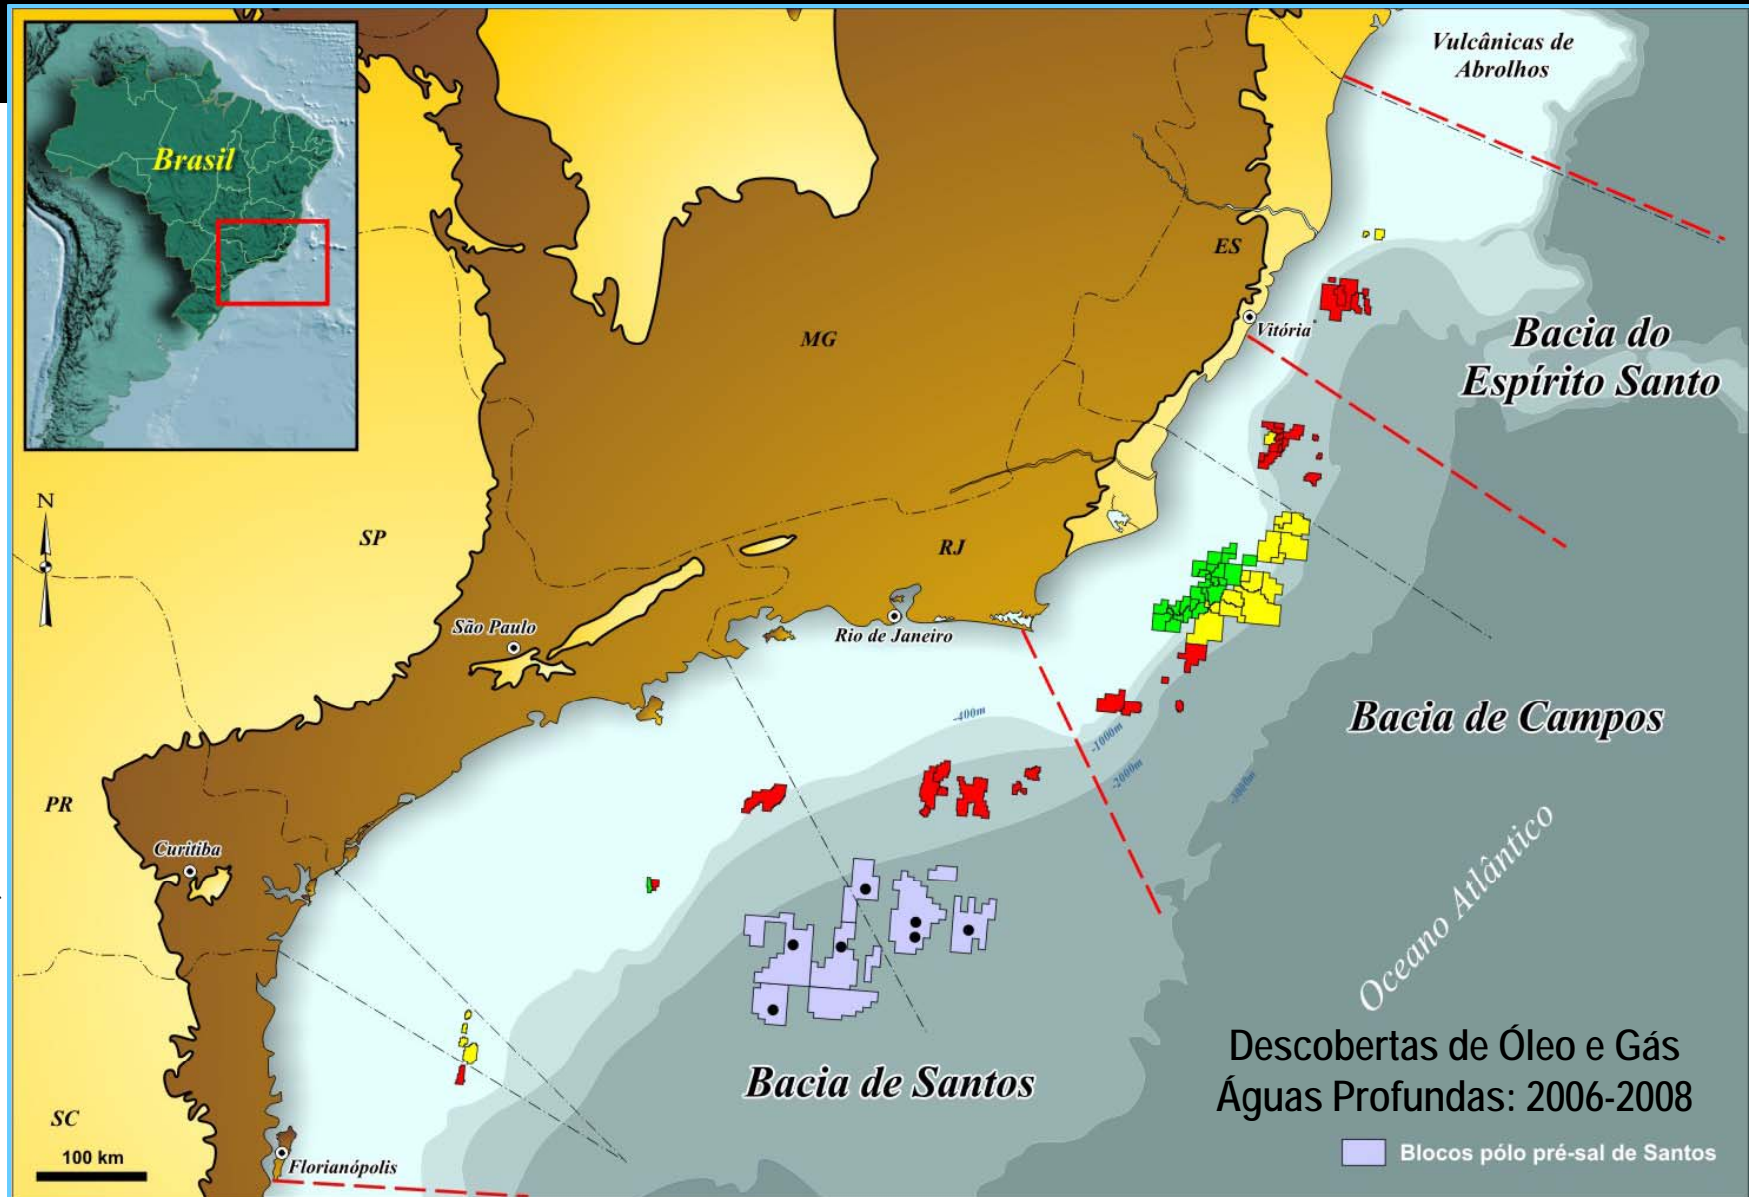 Brasil
Vulcânicas de
Abrolhos
ES
Vitória
MG
Bacia do
Espírito Santo
N
SP
RJ
São Paulo
Rio de Janeiro
-400m
-1000m
-2000m
-3000m
Bacia de Campos
PR
Curitiba
Oceano Atlântico
Bacia de Santos
Descobertas de Óleo e Gás
Águas Profundas: 2006-2008
SC
100 km
Florianópolis
Blocos pólo pré-sal de Santos